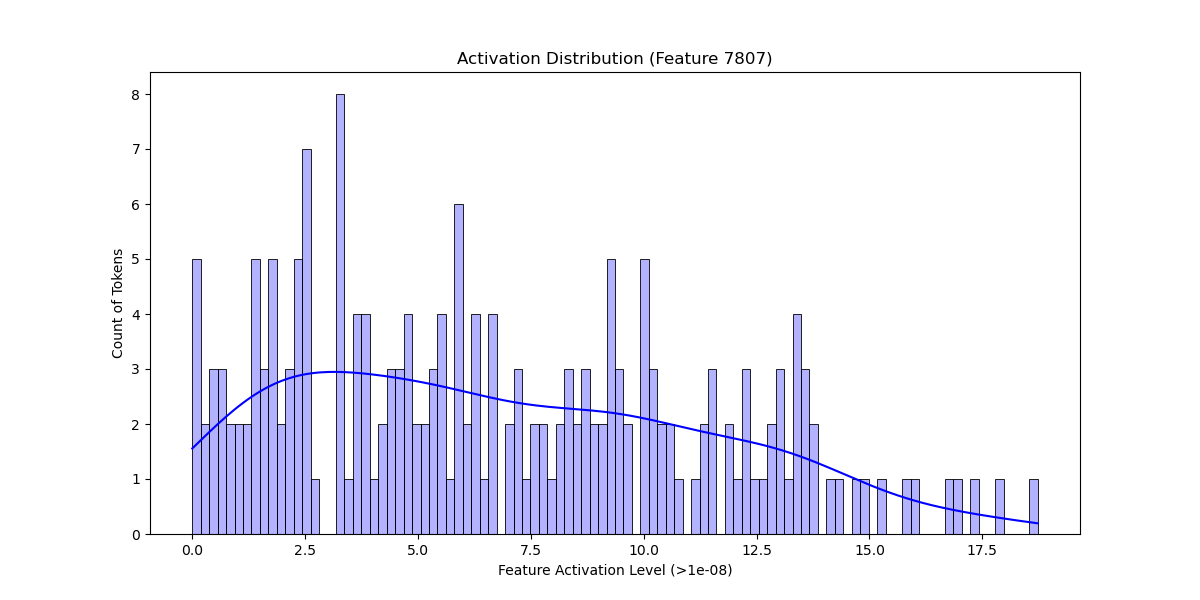 Activation Distribution (Feature 7807)
8
7
6
5
4
3
2
1
0
Count of Tokens
0.0 2.5 5.0 7.5 10.0 12.5 15.0 17.5
Feature Activation Level (>1e-08)